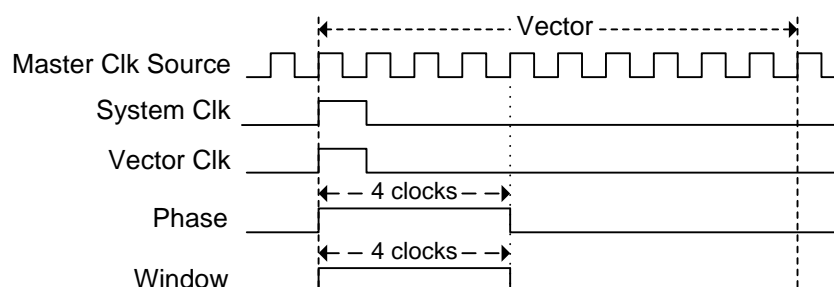 Vector
Master Clk Source
System Clk
Vector Clk
4 clocks
Phase
4 clocks
Window